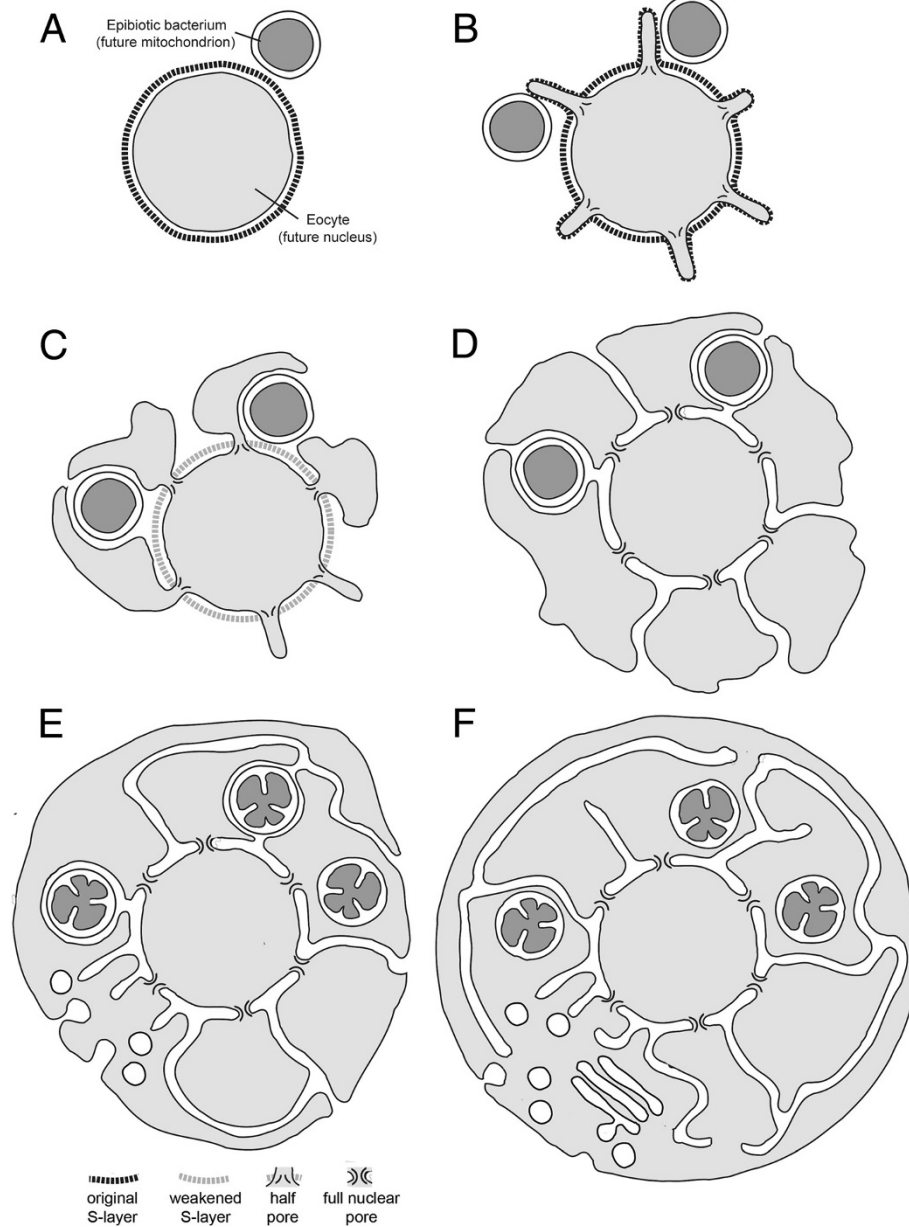 A
Epibiotic bacterium
(future mitochondrion)
Eocyte
(future nucleus)
B
C
D
E
F
original
S-layer
weakened
S-layer
half
pore
full nuclear
pore